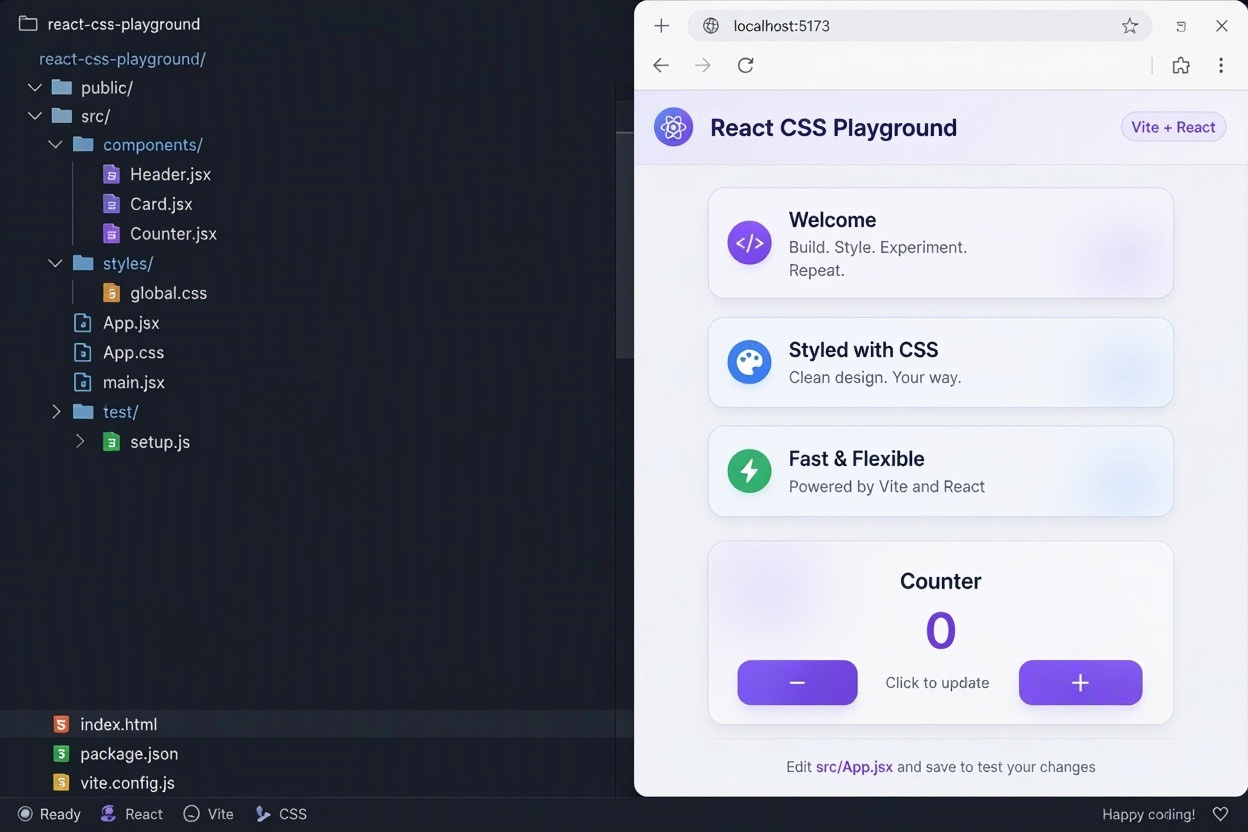 react-css-playground
react-css-playground/
public/
src/
components/
Header.jsx
Card.jsx
Counter.jsx
styles/
global.css
App.jsx
App.css
main.jsx
test/
setup.js
index.html
package.json
vite.config.js
Ready React Vite CSS
localhost:5173
React CSS Playground
Vite + React
</>
Welcome
Build. Style. Experiment.
Repeat.
Styled with CSS
Clean design. Your way.
Fast & Flexible
Powered by Vite and React
Counter
0
− Click to update +
Edit src/App.jsx and save to test your changes
Happy coding!